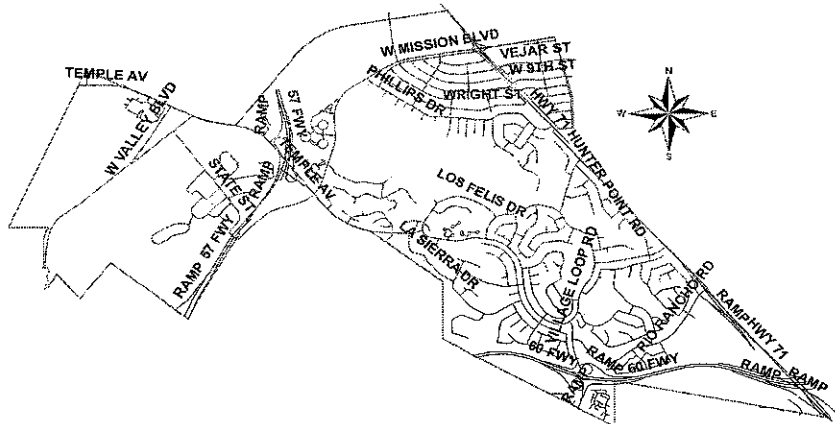 W MISSION BLVD
VEJAR ST
W 9TH ST
TEMPLE AV
PHILLIPS DR
WRIGHT ST
N
W
E
S
W VALLEY BLVD
RAMP
57 FWY
HWY 71
HUNTER POINT RD
TEMPLE AV
STATE ST
RAMP
LOS FELIS DR
LA SIERRA DR
VILLAGE LOOP RD
RAMP
57 FWY
RIO RANCHO RD
RAMP
HWY 71
60 FWY
RAMP
60 FWY
RAMP
RAMP
RAMP